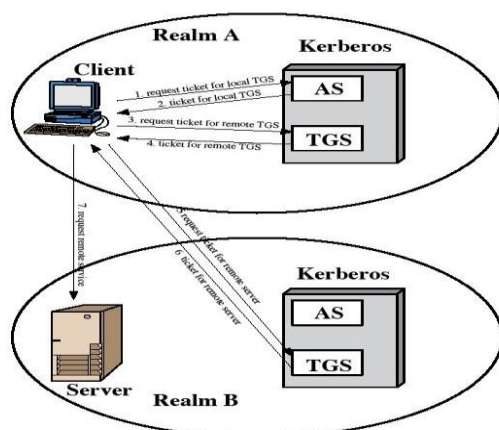 Realm A
Kerberos
Client
1. request ticket for local TGS
AS
2. ticket for local TGS
3. request ticket for remote TGS
TGS
4. ticket for remote TGS
5 request ticket for remote server
6. ticket for remote server
7. request remote service
Kerberos
AS
TGS
Server
Realm B